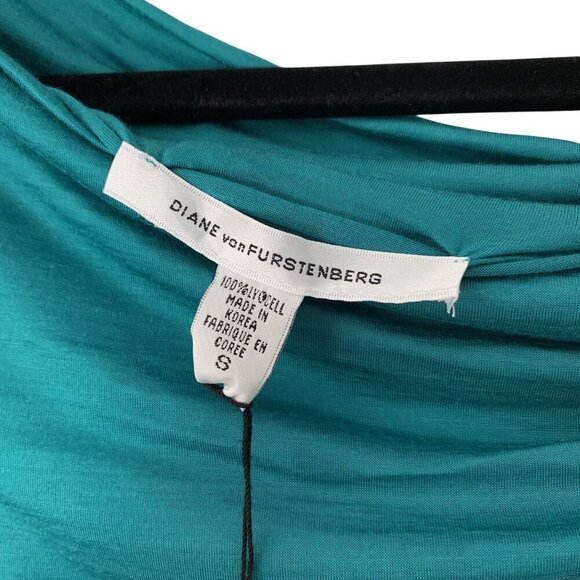 DIANE von FURSTENBERG
100% LYOCELL
MADE IN
KOREA
FABRIQUE EN
COREE
S